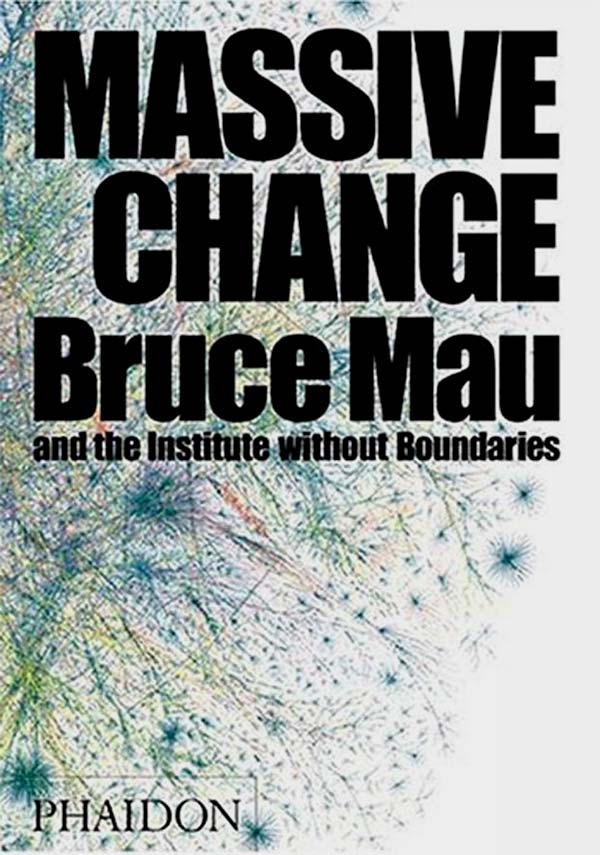 MASSIVE
CHANGE
Bruce Mau
and the Institute without Boundaries
PHAIDON